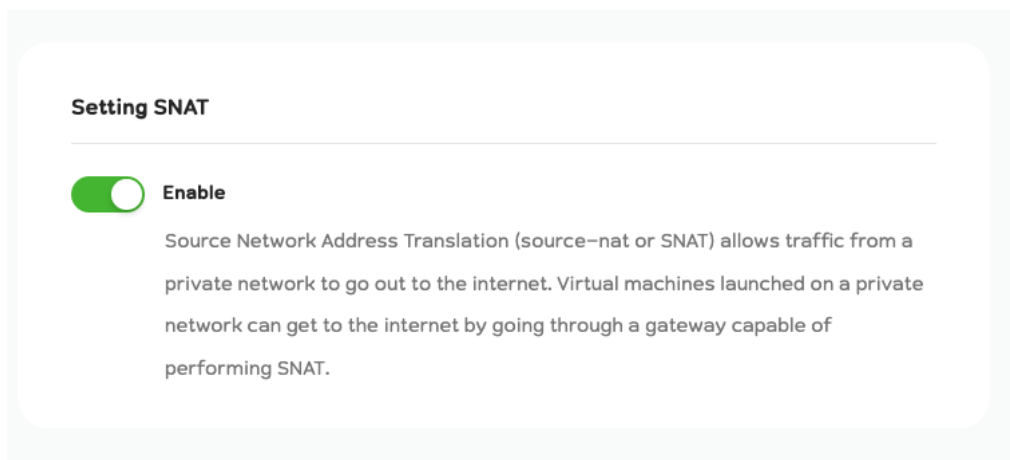 Setting SNAT
Enable
Source Network Address Translation (source-nat or SNAT) allows traffic from a
private network to go out to the internet. Virtual machines launched on a private
network can get to the internet by going through a gateway capable of
performing SNAT.